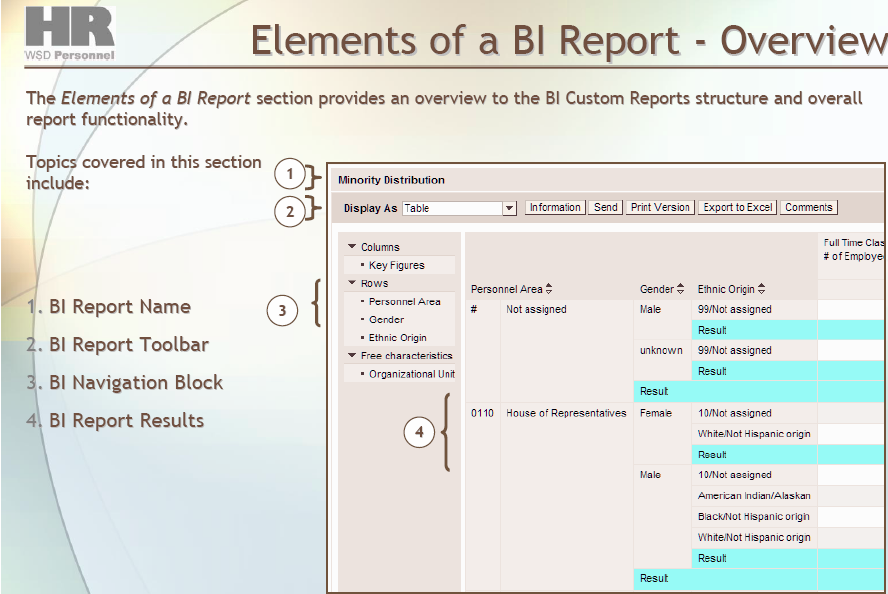 HR
WSD Personnel
Elements of a BI Report - Overview
The Elements of a BI Report section provides an overview to the BI Custom Reports structure and overall
report functionality.
Topics covered in this section
include:
1. BI Report Name
2. BI Report Toolbar
3. BI Navigation Block
4. BI Report Results
1
2
3
4
Minority Distribution
Display As Table Information Send Print Version Export to Excel Comments
Columns
Key Figures
Rows
Personnel Area
Gender
Ethnic Origin
Free characteristics
Organizational Unit
Full Time Clas
# of Employee
Personnel Area Gender Ethnic Origin
# Not assigned Male 99/Not assigned
Result
unknown 99/Not assigned
Result
Result
0110 House of Representatives Female 10/Not assigned
White/Not Hispanic origin
Result
Male 10/Not assigned
American Indian/Alaskan
Black/Not Hispanic origin
White/Not Hispanic origin
Result
Result